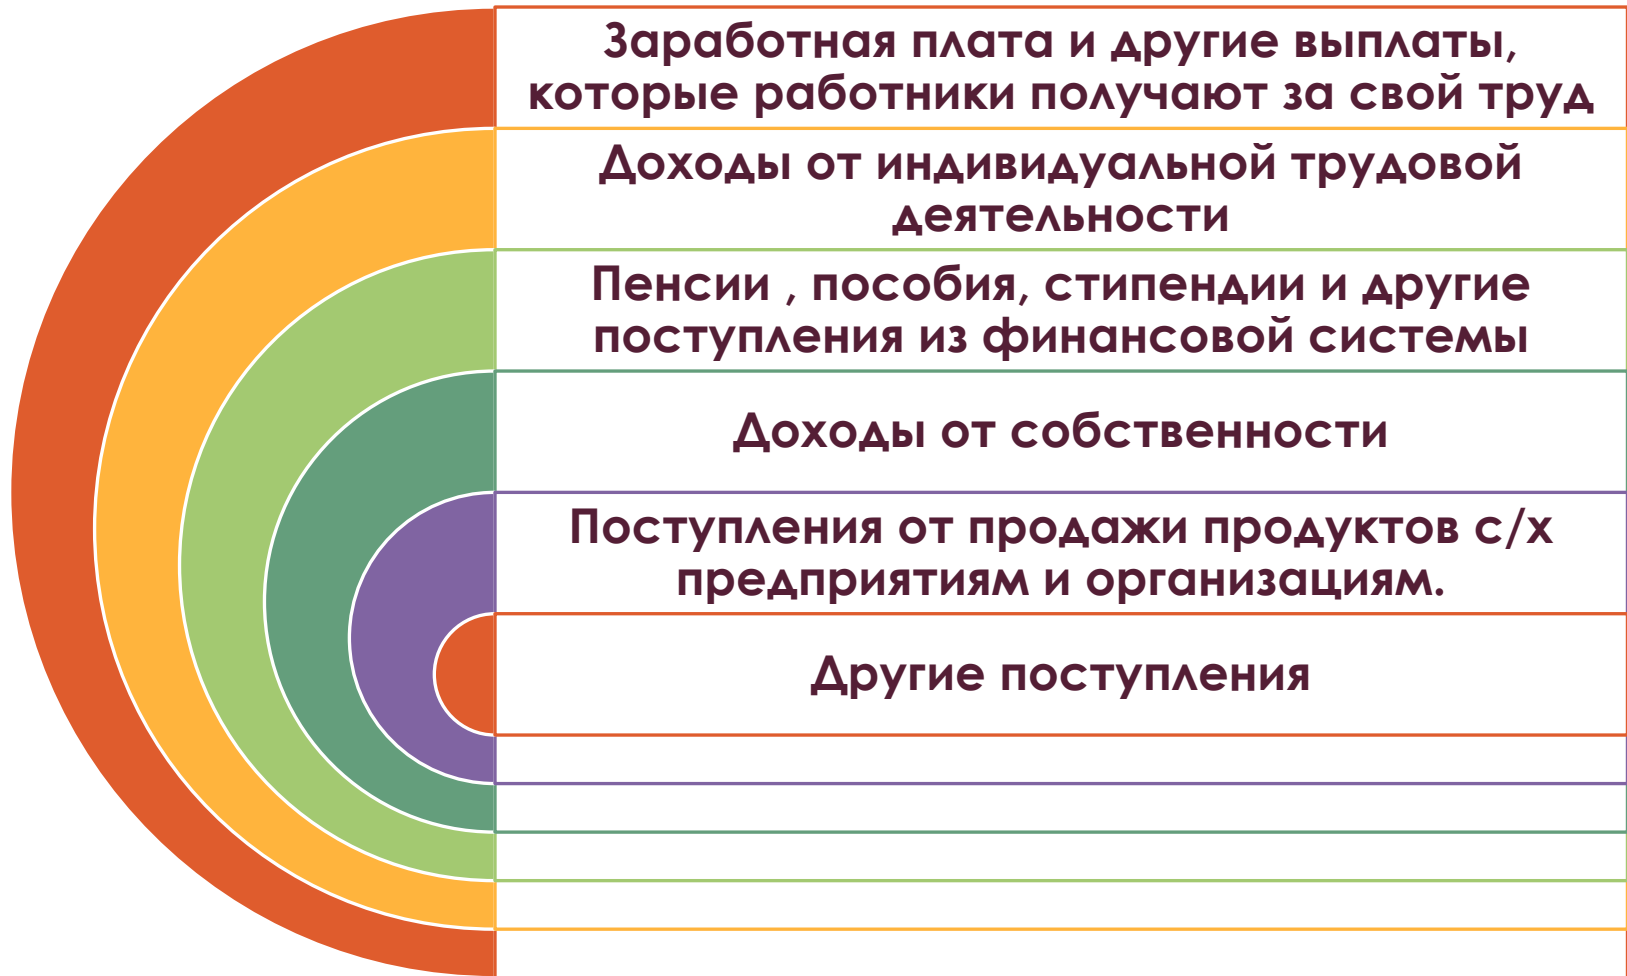 Заработная плата и другие выплаты,
которые работники получают за свой труд
Доходы от индивидуальной трудовой
деятельности
Пенсии , пособия, стипендии и другие
поступления из финансовой системы
Доходы от собственности
Поступления от продажи продуктов с/х
предприятиям и организациям.
Другие поступления